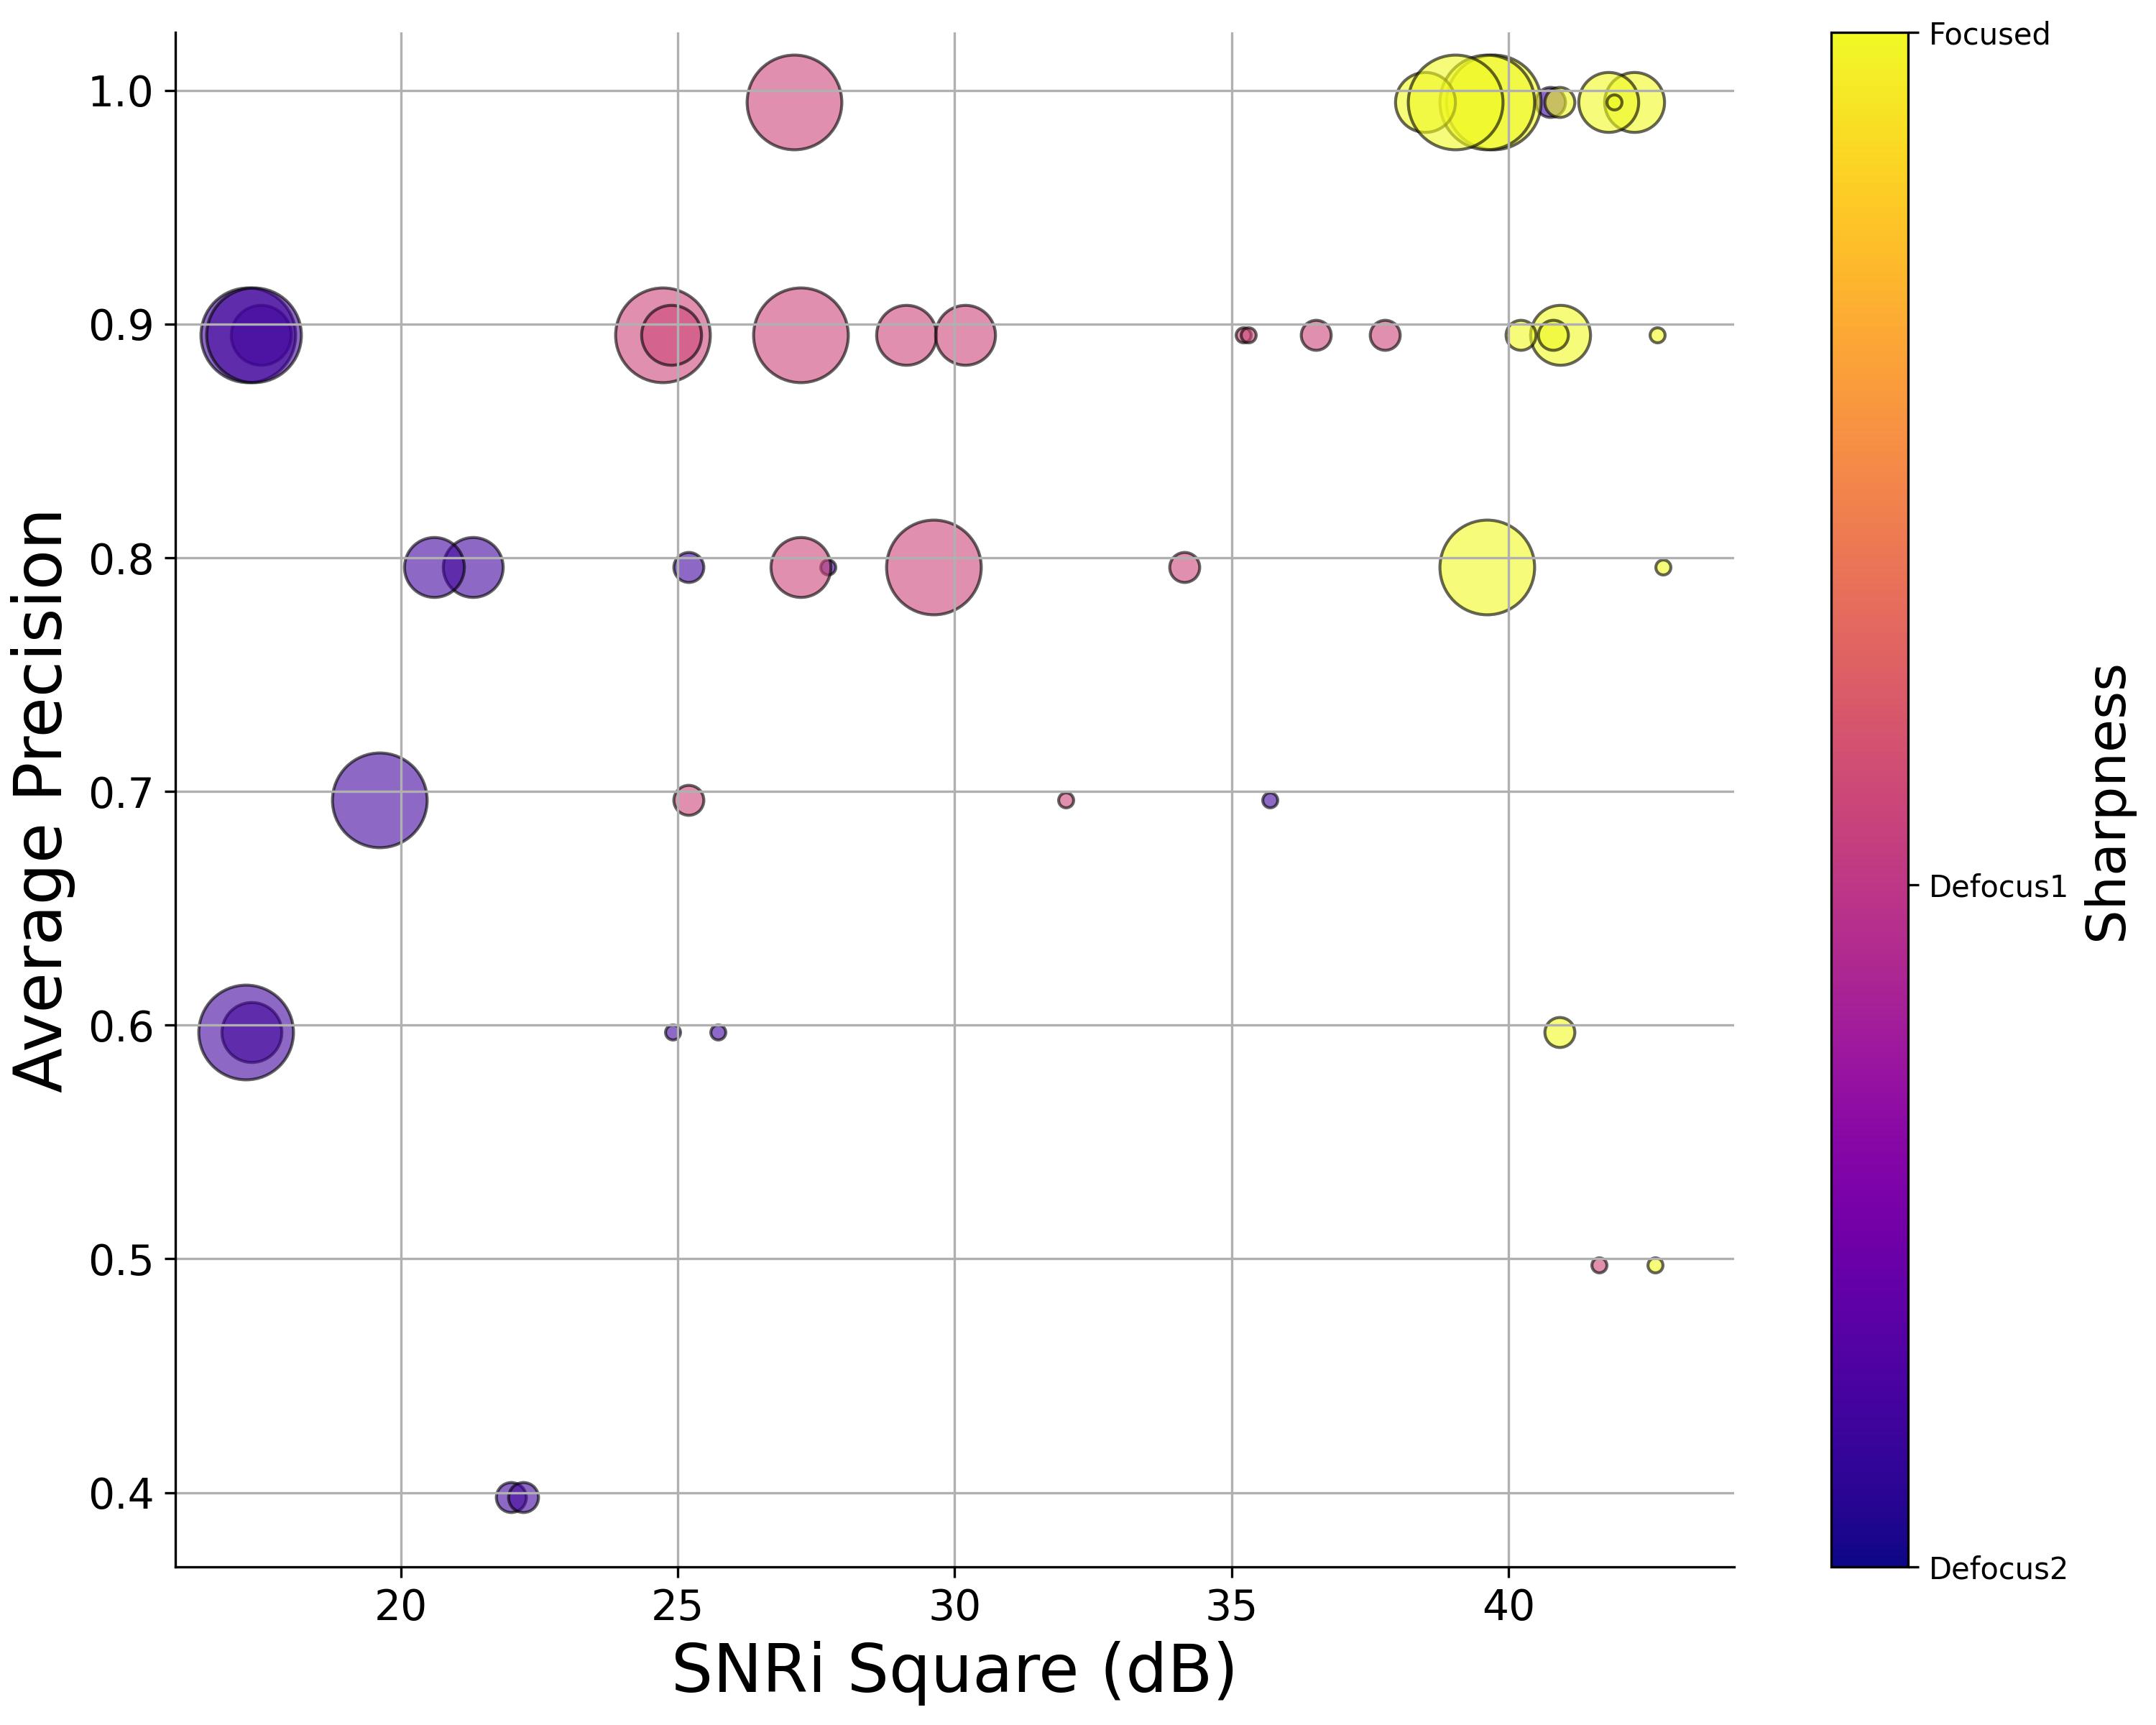 1.0
0.9
0.8
0.7
0.6
0.5
0.4
Average Precision
20 25 30 35 40
SNRi Square (dB)
Focused
Defocus1
Defocus2
Sharpness